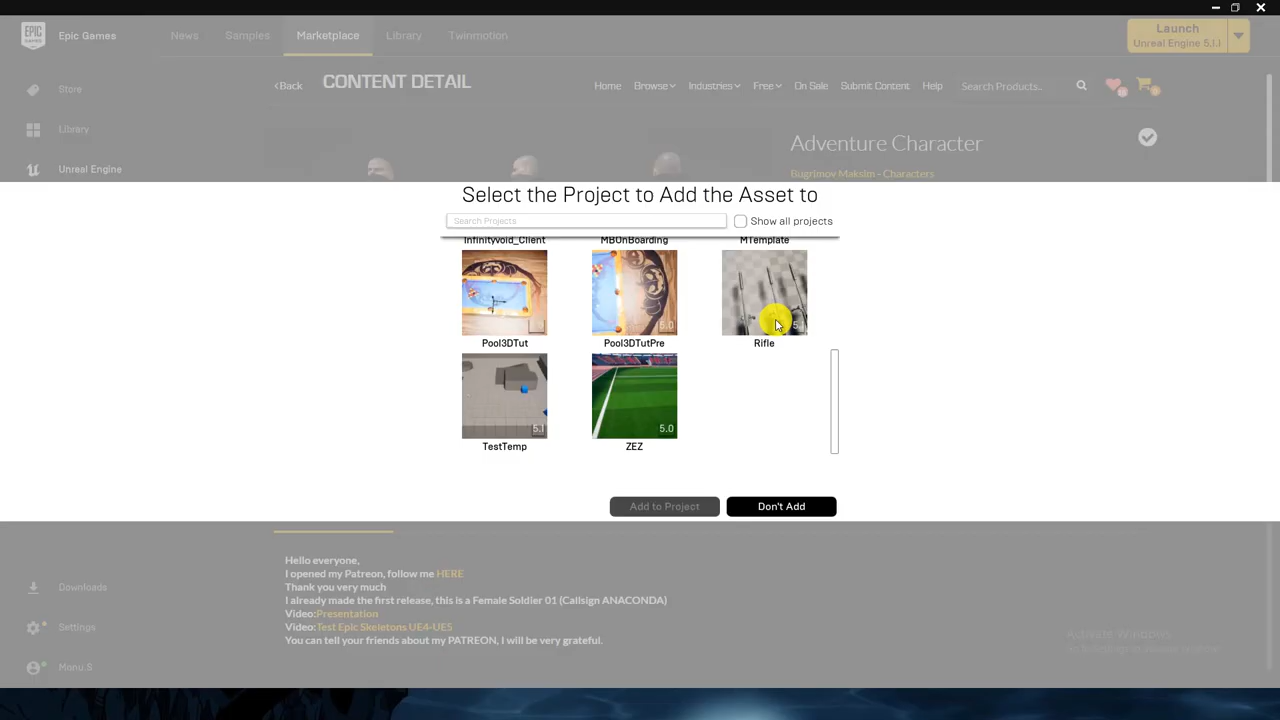 EPIC GAMES
Epic Games
News
Samples
Marketplace
Library
Twinmotion
Launch
Unreal Engine 5.1.1
Store
Library
Unreal Engine
‹Back
CONTENT DETAIL
Home
Browse
Industries
Free
On Sale
Submit Content
Help
Search Products...
Adventure Character
Bugrimov Maksim - Characters
Select the Project to Add the Asset to
Search Projects
Show all projects
Infinityvoid_Client
MBOnBoarding
MTemplate
5.0
Pool3DTut
Pool3DTutPre
Rifle
5.1
5.0
TestTemp
ZEZ
Add to Project
Don't Add
Hello everyone,
I opened my Patreon, follow me HERE
Thank you very much
I already made the first release, this is a Female Soldier 01 (Callsign ANACONDA)
Video:Presentation
Video:Test Epic Skeletons UE4-UE5
You can tell your friends about my PATREON, I will be very grateful.
Downloads
Settings
Monu.S
Activate Windows